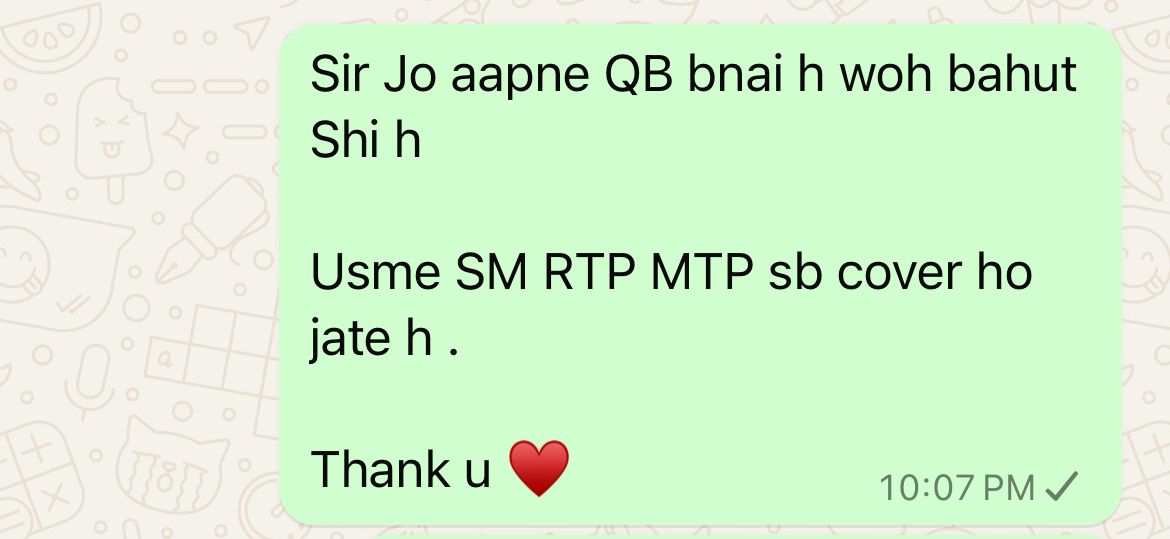 Sir Jo aapne QB bnai h woh bahut
Shi h
Usme SM RTP MTP sb cover ho
jate h .
Thank u ♥️
10:07 PM